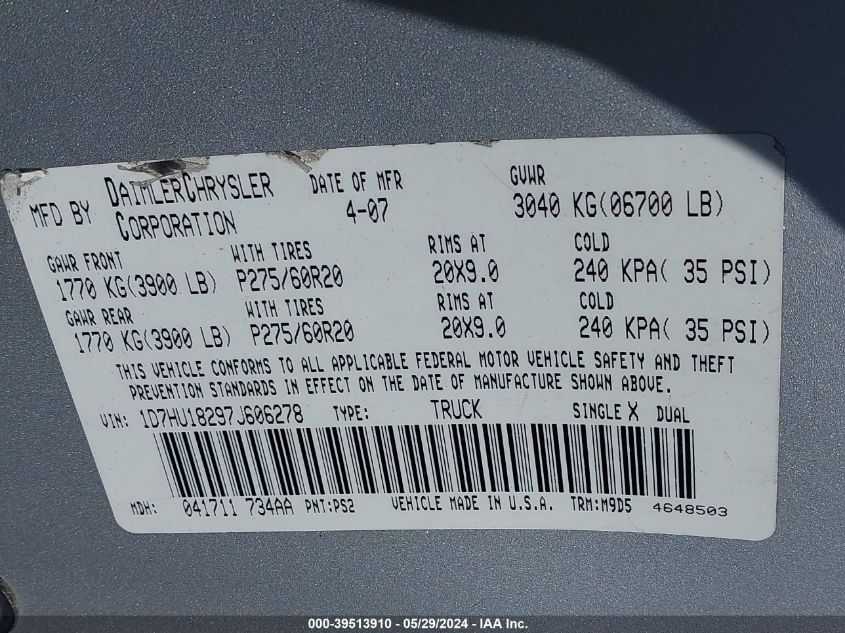 MFD BY DAIMLERCHRYSLER CORPORATION DATE OF MFR 4-07 GVWR 3040 KG(06700 LB)
GAWR FRONT WITH TIRES RIMS AT COLD
1770 KG(3900 LB) P275/60R20 20X9.0 240 KPA( 35 PSI)
GAWR REAR WITH TIRES RIMS AT COLD
1770 KG(3900 LB) P275/60R20 20X9.0 240 KPA( 35 PSI)
THIS VEHICLE CONFORMS TO ALL APPLICABLE FEDERAL MOTOR VEHICLE SAFETY AND THEFT
PREVENTION STANDARDS IN EFFECT ON THE DATE OF MANUFACTURE SHOWN ABOVE.
VIN: 1D7HU18297J606278 TYPE: TRUCK SINGLE X DUAL
MDH: 041711 734AA PNT:PS2 VEHICLE MADE IN U.S.A. TRM:M9D5 4648503
000-39513910 - 05/29/2024 - IAA Inc.